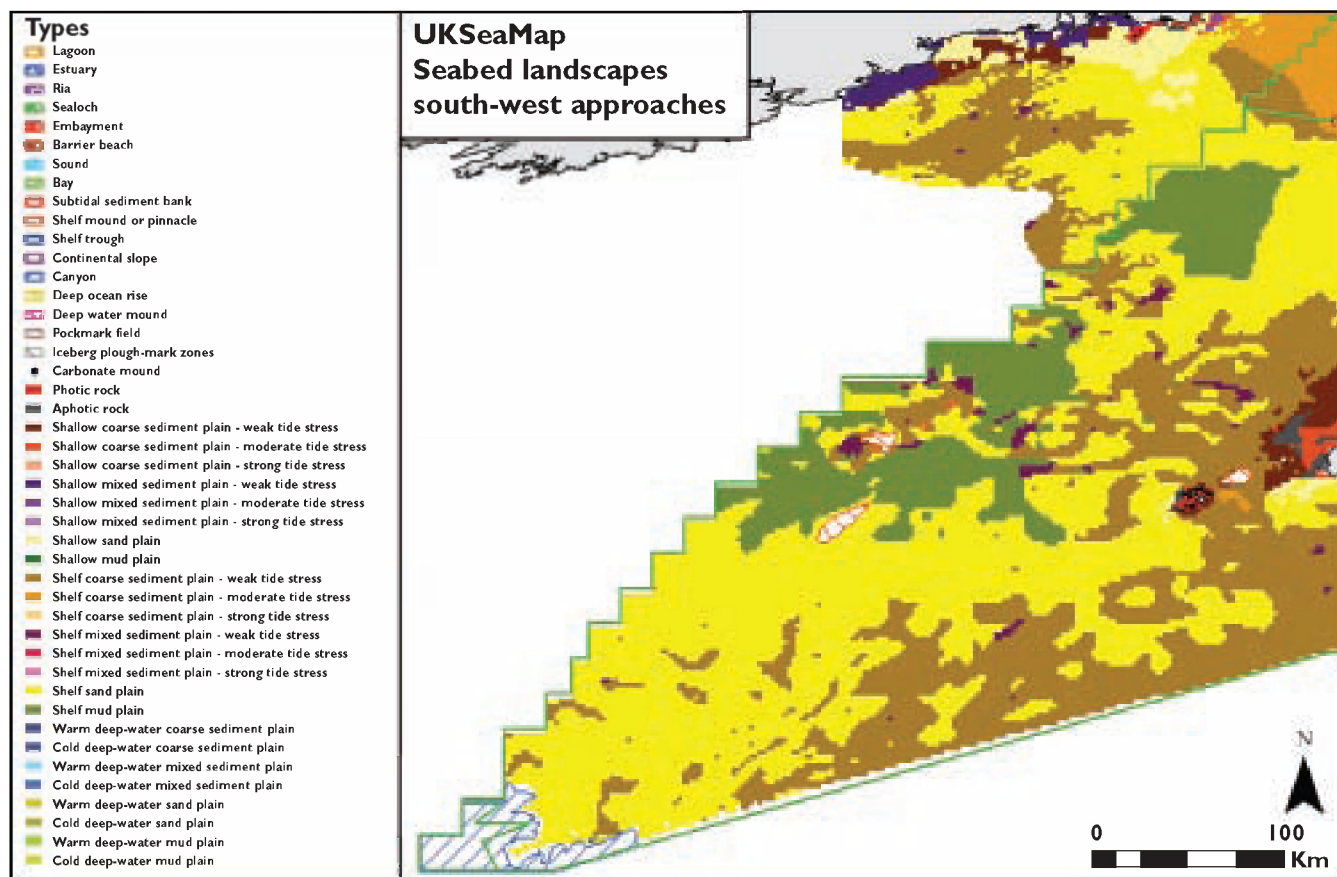 Types
Lagoon
Estuary
Ria
Sealoch
Embayment
Barrier beach
Sound
Bay
Subtidal sediment bank
Shelf mound or pinnacle
Shelf trough
Continental slope
Canyon
Deep ocean rise
Deep water mound
Pockmark field
Iceberg plough-mark zones
Carbonate mound
Photic rock
Aphotic rock
Shallow coarse sediment plain - weak tide stress
Shallow coarse sediment plain - moderate tide stress
Shallow coarse sediment plain - strong tide stress
Shallow mixed sediment plain - weak tide stress
Shallow mixed sediment plain - moderate tide stress
Shallow mixed sediment plain - strong tide stress
Shallow sand plain
Shallow mud plain
Shelf coarse sediment plain - weak tide stress
Shelf coarse sediment plain - moderate tide stress
Shelf coarse sediment plain - strong tide stress
Shelf mixed sediment plain - weak tide stress
Shelf mixed sediment plain - moderate tide stress
Shelf mixed sediment plain - strong tide stress
Shelf sand plain
Shelf mud plain
Warm deep-water coarse sediment plain
Cold deep-water coarse sediment plain
Warm deep-water mixed sediment plain
Cold deep-water mixed sediment plain
Warm deep-water sand plain
Cold deep-water sand plain
Warm deep-water mud plain
Cold deep-water mud plain
UKSeaMap
Seabed landscapes
south-west approaches
N
0 100
Km